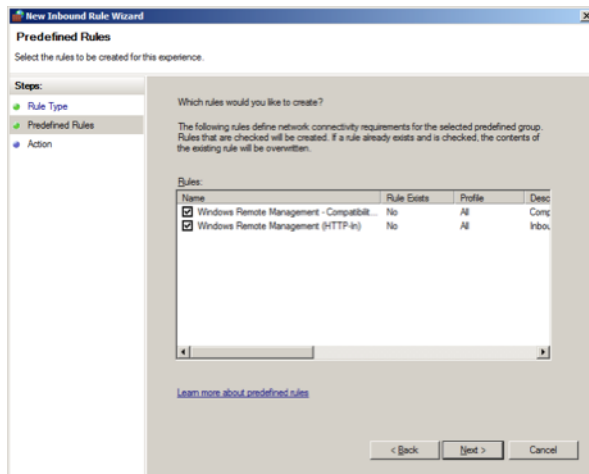 New Inbound Rule Wizard
Predefined Rules
Select the rules to be created for this experience.
Steps:
Rule Type
Predefined Rules
Action
Which rules would you like to create?
The following rules define network connectivity requirements for the selected predefined group.
Rules that are checked will be created. If a rule already exists and is checked, the contents of
the existing rule will be overwritten.
Rules:
Name Rule Exists Profile Desc
Windows Remote Management - Compatibilit... No All Comp
Windows Remote Management (HTTP-In) No All Inbou
Learn more about predefined rules
< Back Next > Cancel